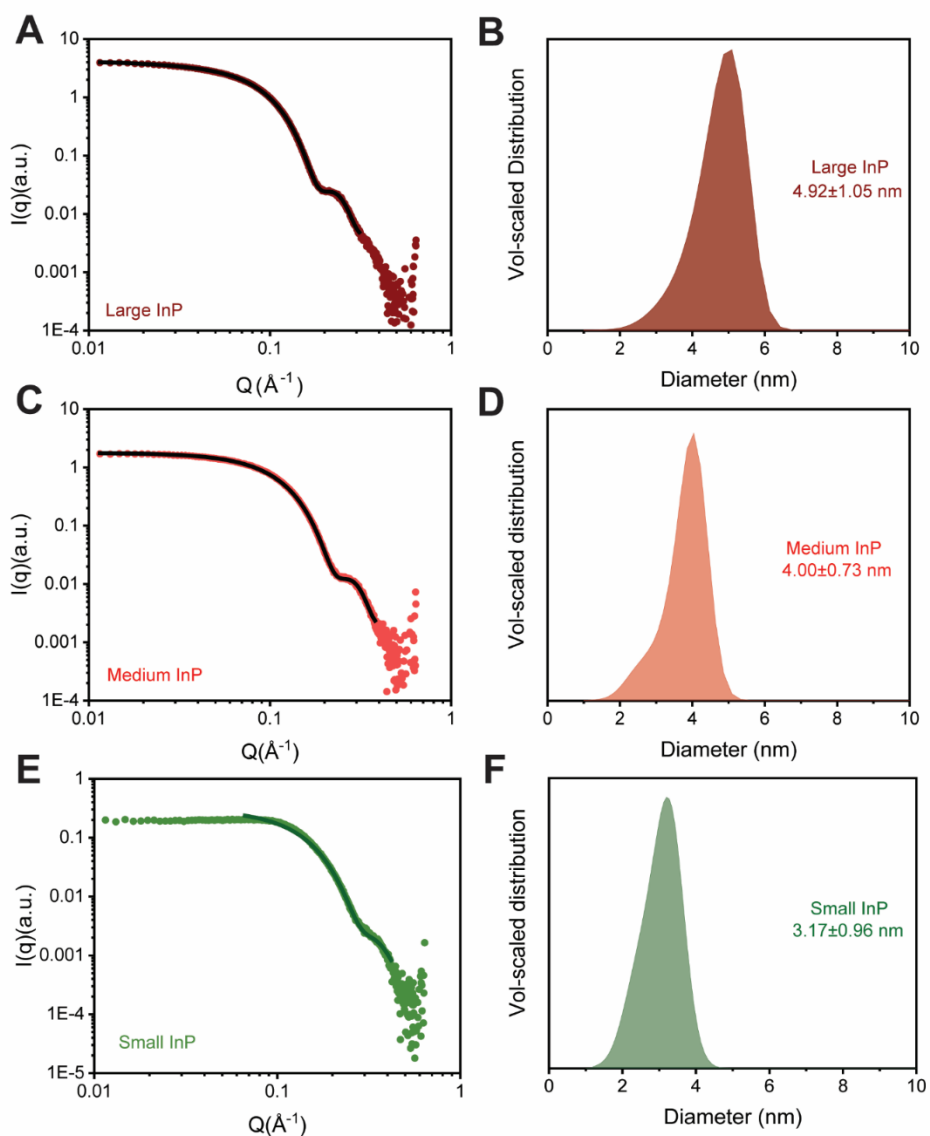 A
I(q)(a.u.)
10
1
0.1
0.01
0.001
1E-4
0.01
0.1
1
Large InP
Q (Å⁻¹)
B
Vol-scaled Distribution
Large InP
4.92±1.05 nm
0
2
4
6
8
10
Diameter (nm)
C
I(q)(a.u.)
10
1
0.1
0.01
0.001
1E-4
0.01
0.1
1
Medium InP
Q(Å⁻¹)
D
Vol-scaled distribution
Medium InP
4.00±0.73 nm
0
2
4
6
8
10
Diameter (nm)
E
I(q)(a.u.)
1
0.1
0.01
0.001
1E-4
1E-5
0.01
0.1
1
Small InP
Q(Å⁻¹)
F
Vol-scaled distribution
Small InP
3.17±0.96 nm
0
2
4
6
8
10
Diameter (nm)